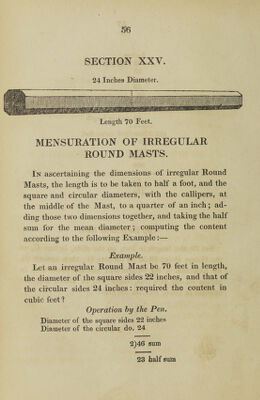 56
SECTION XXV.
24 Inches Diameter.
Length 70 Feet.
MENSURATION OF IRREGULAR
ROUND MASTS.
IN ascertaining the dimensions of irregular Round
Masts, the length is to be taken to half a foot, and the
square and circular diameters, with the callipers, at
the middle of the Mast, to a quarter of an inch; ad-
ding those two dimensions together, and taking the half
sum for the mean diameter; computing the content
according to the following Example:—
Example.
Let an irregular Round Mast be 70 feet in length,
the diameter of the square sides 22 inches, and that of
the circular sides 24 inches: required the content in
cubic feet?
Operation by the Pen.
Diameter of the square sides 22 inches
Diameter of the circular do. 24
2)46 sum
23 half sum